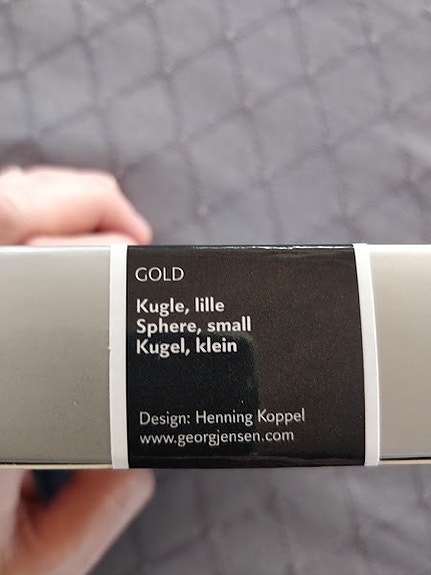 GOLD
Kugle, lille
Sphere, small
Kugel, klein
Design: Henning Koppel
www.georgjensen.com